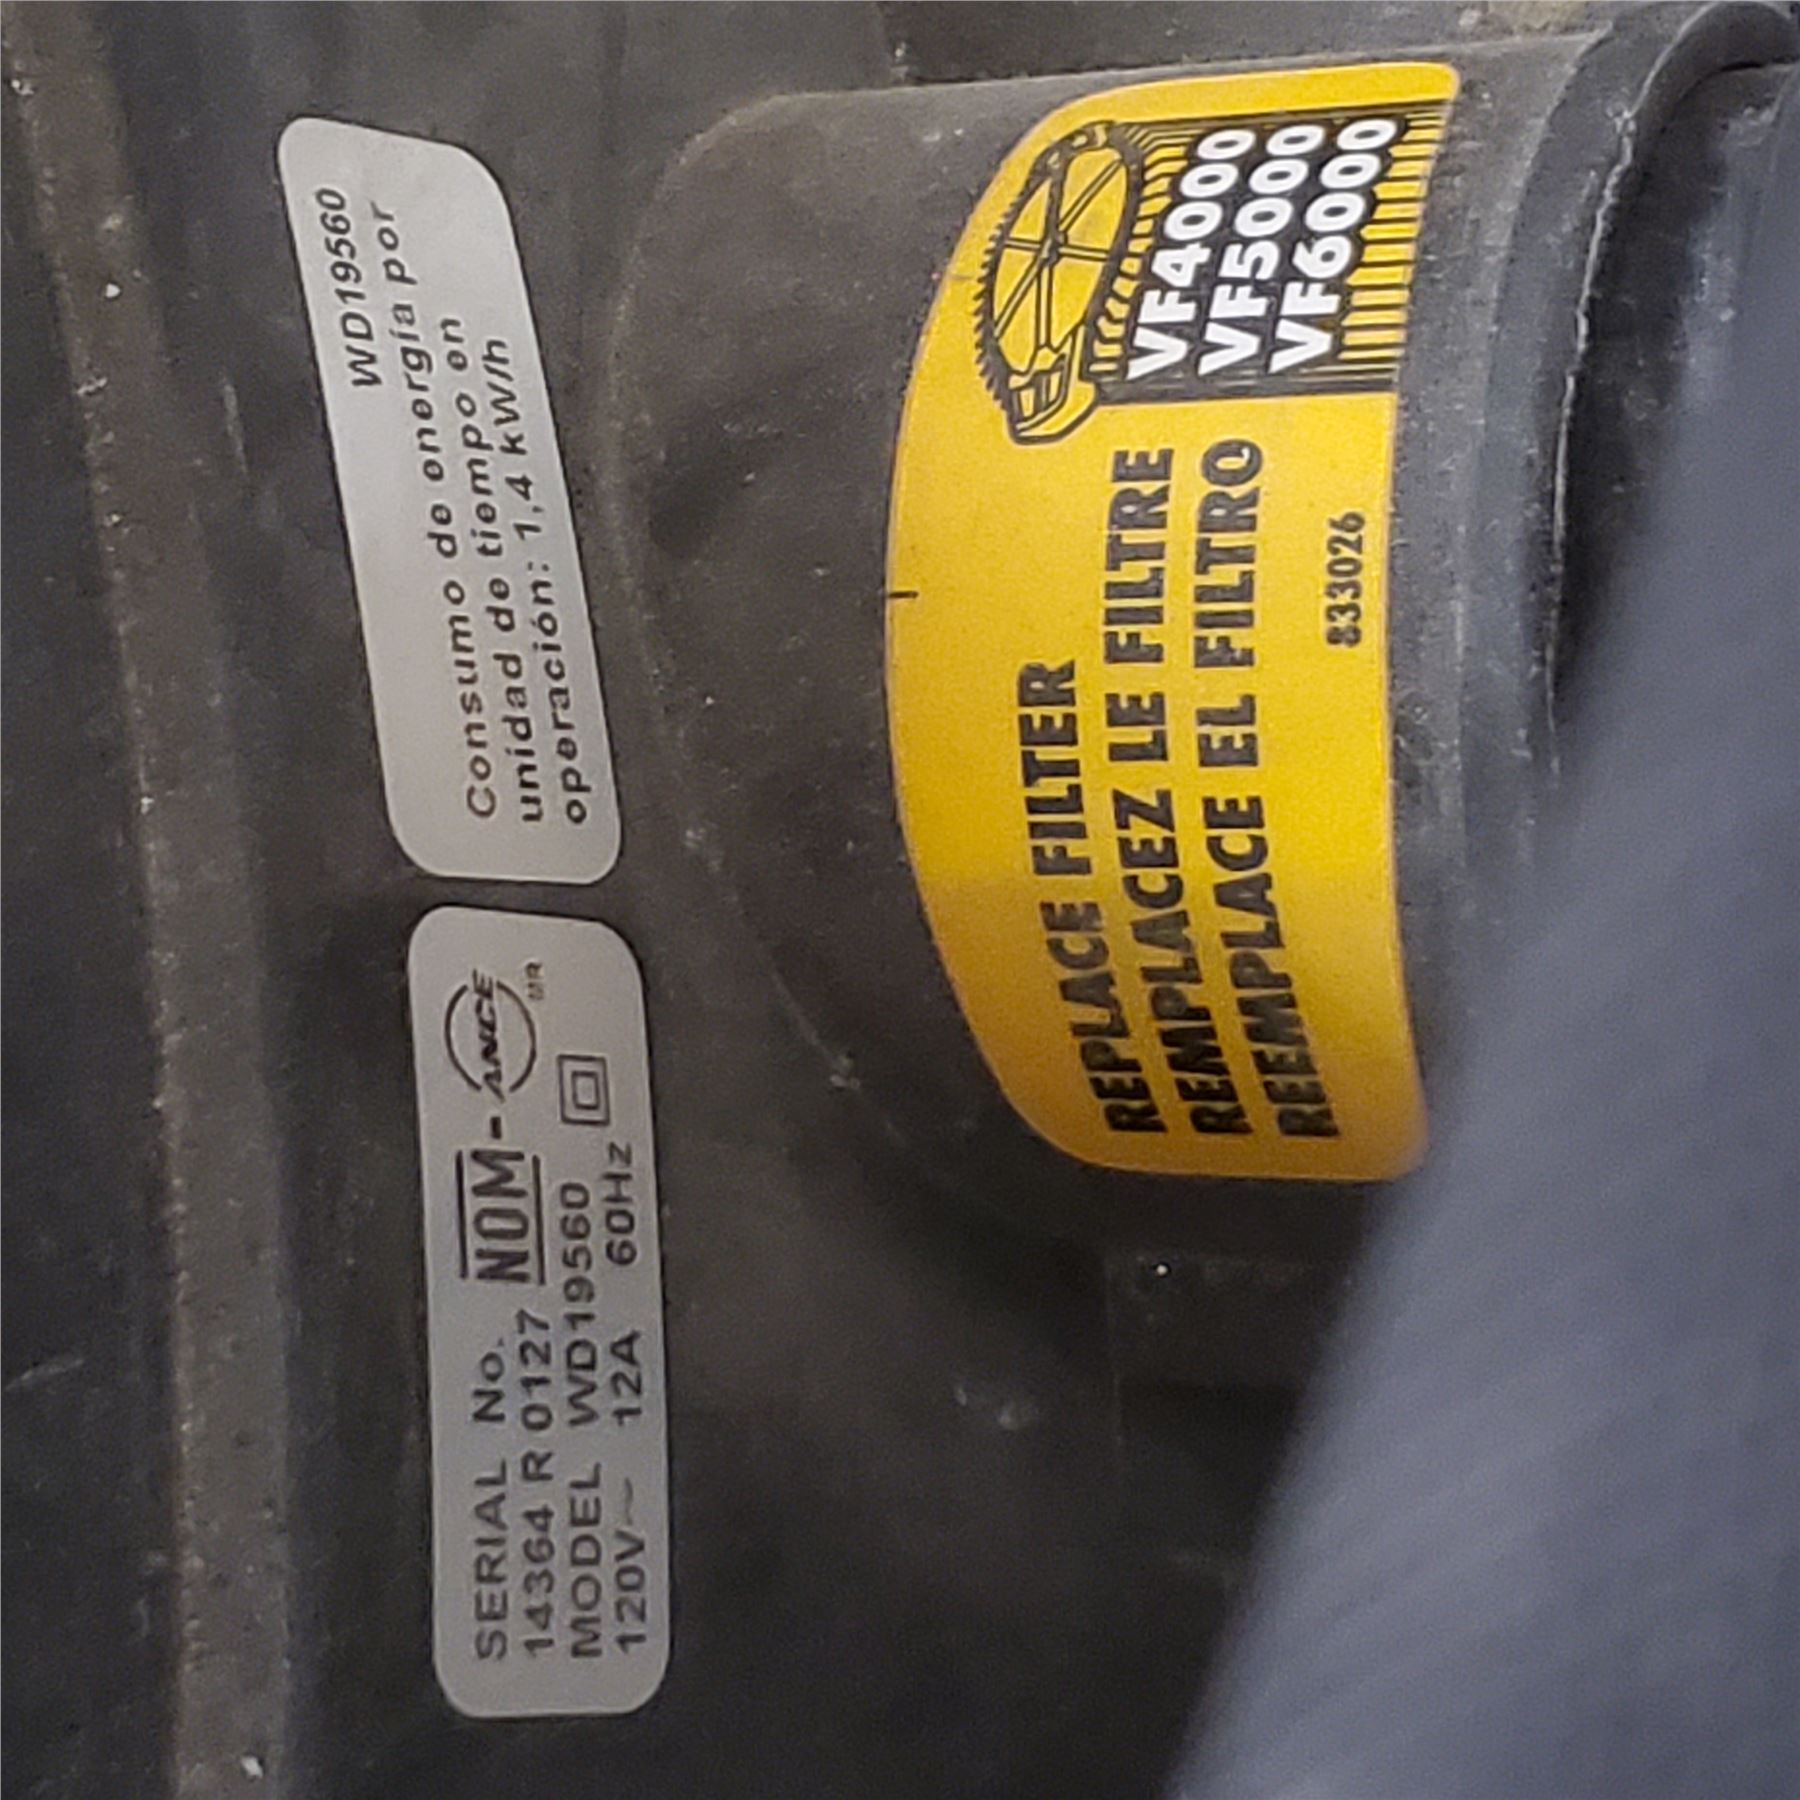 SERIAL No.
14364 R 0127
NOM-ANCE
MR
MODEL WD19560
120V~ 12A 60Hz
WD19560
Consumo de energía por
unidad de tiempo en
operación: 1,4 kW/h
REPLACE FILTER
REMPLACEZ LE FILTRE
REEMPLACE EL FILTRO
833026
VF4000
VF5000
VF6000